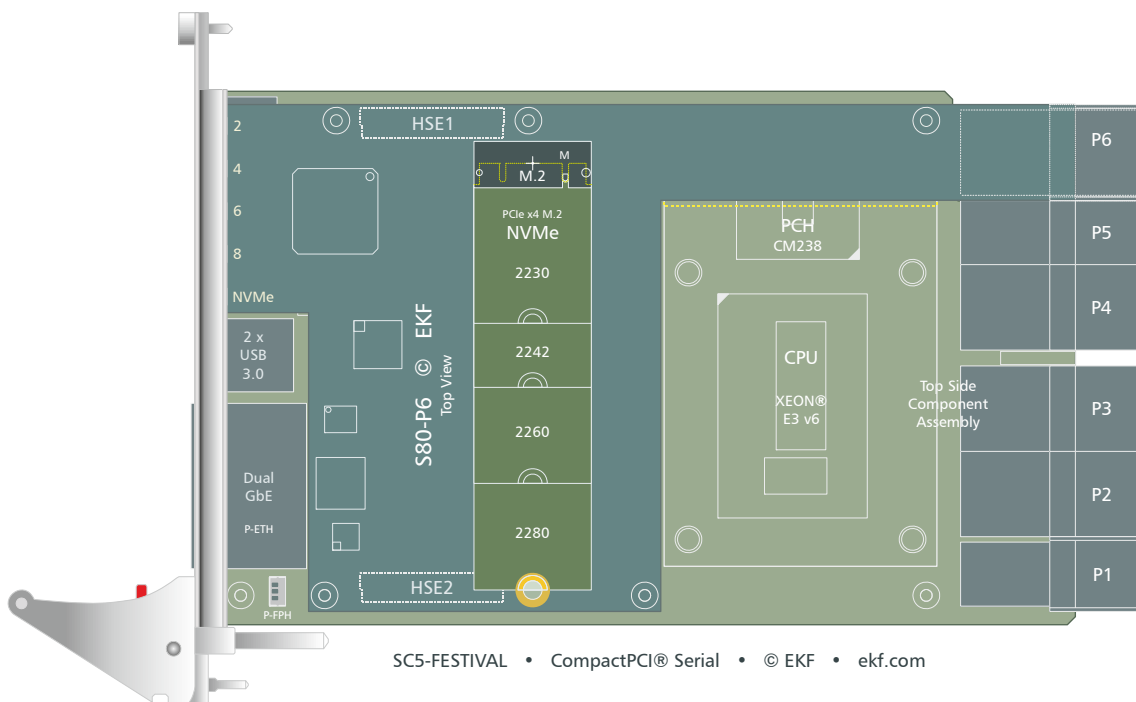 2
4
6
8
NVMe
2 x
USB
3.0
Dual
GbE
P-ETH
P-FPH
HSE1
M
M.2
PCIe x4 M.2
NVMe
2230
2242
2260
2280
HSE2
S80-P6 © EKF
Top View
PCH
CM238
CPU
XEON®
E3 v6
Top Side
Component
Assembly
P6
P5
P4
P3
P2
P1
SC5-FESTIVAL • CompactPCI® Serial • © EKF • ekf.com